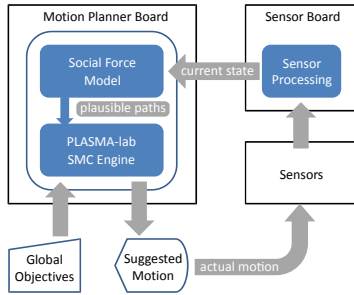 Motion Planner Board
Sensor Board
Social Force
Model
current state
Sensor
Processing
plausible paths
PLASMA-lab
SMC Engine
Sensors
Global
Objectives
Suggested
Motion
actual motion